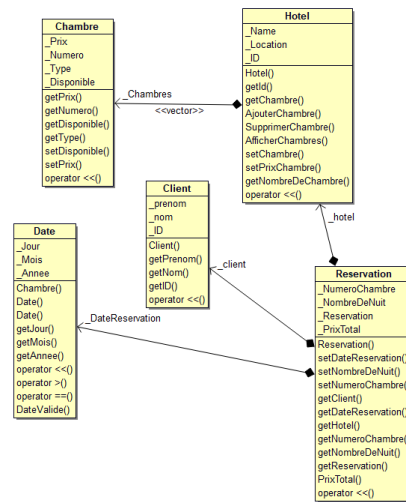 Chambre
_Prix
_Numero
_Type
_Disponible
getPrix()
getNumero()
getDisponible()
getType()
setDisponible()
setPrix()
operator <<()
_Chambres
<<vector>>
Hotel
_Name
_Location
_ID
Hotel()
getId()
getChambre()
AjouterChambre()
SupprimerChambre()
AfficherChambres()
setChambre()
setPrixChambre()
getNombreDeChambre()
operator <<()
_hotel
Client
_prenom
_nom
_ID
Client()
getPrenom()
getNom()
getID()
operator <<()
_client
Date
_Jour
_Mois
_Annee
Chambre()
Date()
Date()
getJour()
getMois()
getAnnee()
operator <<()
operator >()
operator ==()
DateValide()
_DateReservation
Reservation
_NumeroChambre
_NombreDeNuit
_Reservation
_PrixTotal
Reservation()
setDateReservation()
setNombreDeNuit()
setNumeroChambre()
getClient()
getDateReservation()
getHotel()
getNumeroChambre()
getNombreDeNuit()
getReservation()
PrixTotal()
operator <<()